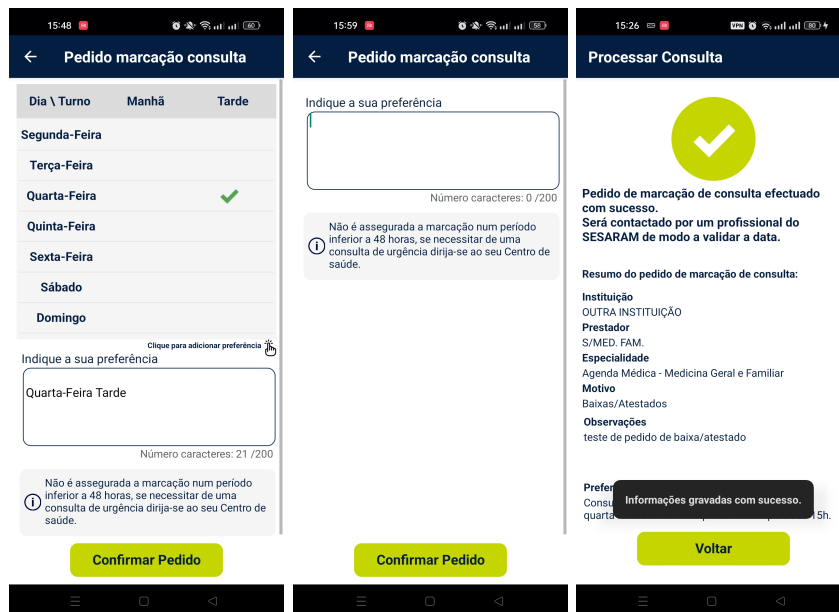 15:48
60
Pedido marcação consulta
Dia \ Turno Manhã Tarde
Segunda-Feira
Terça-Feira
Quarta-Feira
Quinta-Feira
Sexta-Feira
Sábado
Domingo
Clique para adicionar preferência
Indique a sua preferência
Quarta-Feira Tarde
Número caracteres: 21 /200
Não é assegurada a marcação num período
inferior a 48 horas, se necessitar de uma
consulta de urgência dirija-se ao seu Centro de
saúde.
Confirmar Pedido
15:59
58
Pedido marcação consulta
Indique a sua preferência
Número caracteres: 0 /200
Não é assegurada a marcação num período
inferior a 48 horas, se necessitar de uma
consulta de urgência dirija-se ao seu Centro de
saúde.
Confirmar Pedido
15:26
VPN 80
Processar Consulta
Pedido de marcação de consulta efectuado
com sucesso.
Será contactado por um profissional do
SESARAM de modo a validar a data.
Resumo do pedido de marcação de consulta:
Instituição
OUTRA INSTITUIÇÃO
Prestador
S/MED. FAM.
Especialidade
Agenda Médica - Medicina Geral e Familiar
Motivo
Baixas/Atestados
Observações
teste de pedido de baixa/atestado
Prefer
Consu
quarta 15h.
Informações gravadas com sucesso.
Voltar